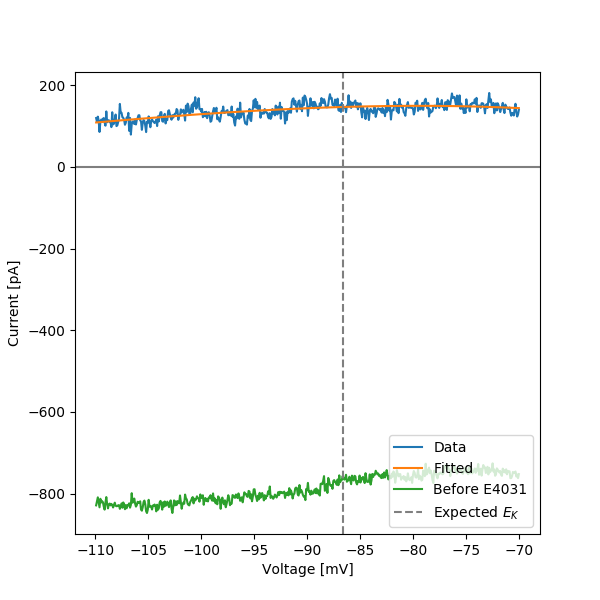 200
0
−200
−400
−600
−800
Current [pA]
Data
Fitted
Before E4031
Expected E_K
−110
−105
−100
−95
−90
−85
−80
−75
−70
Voltage [mV]